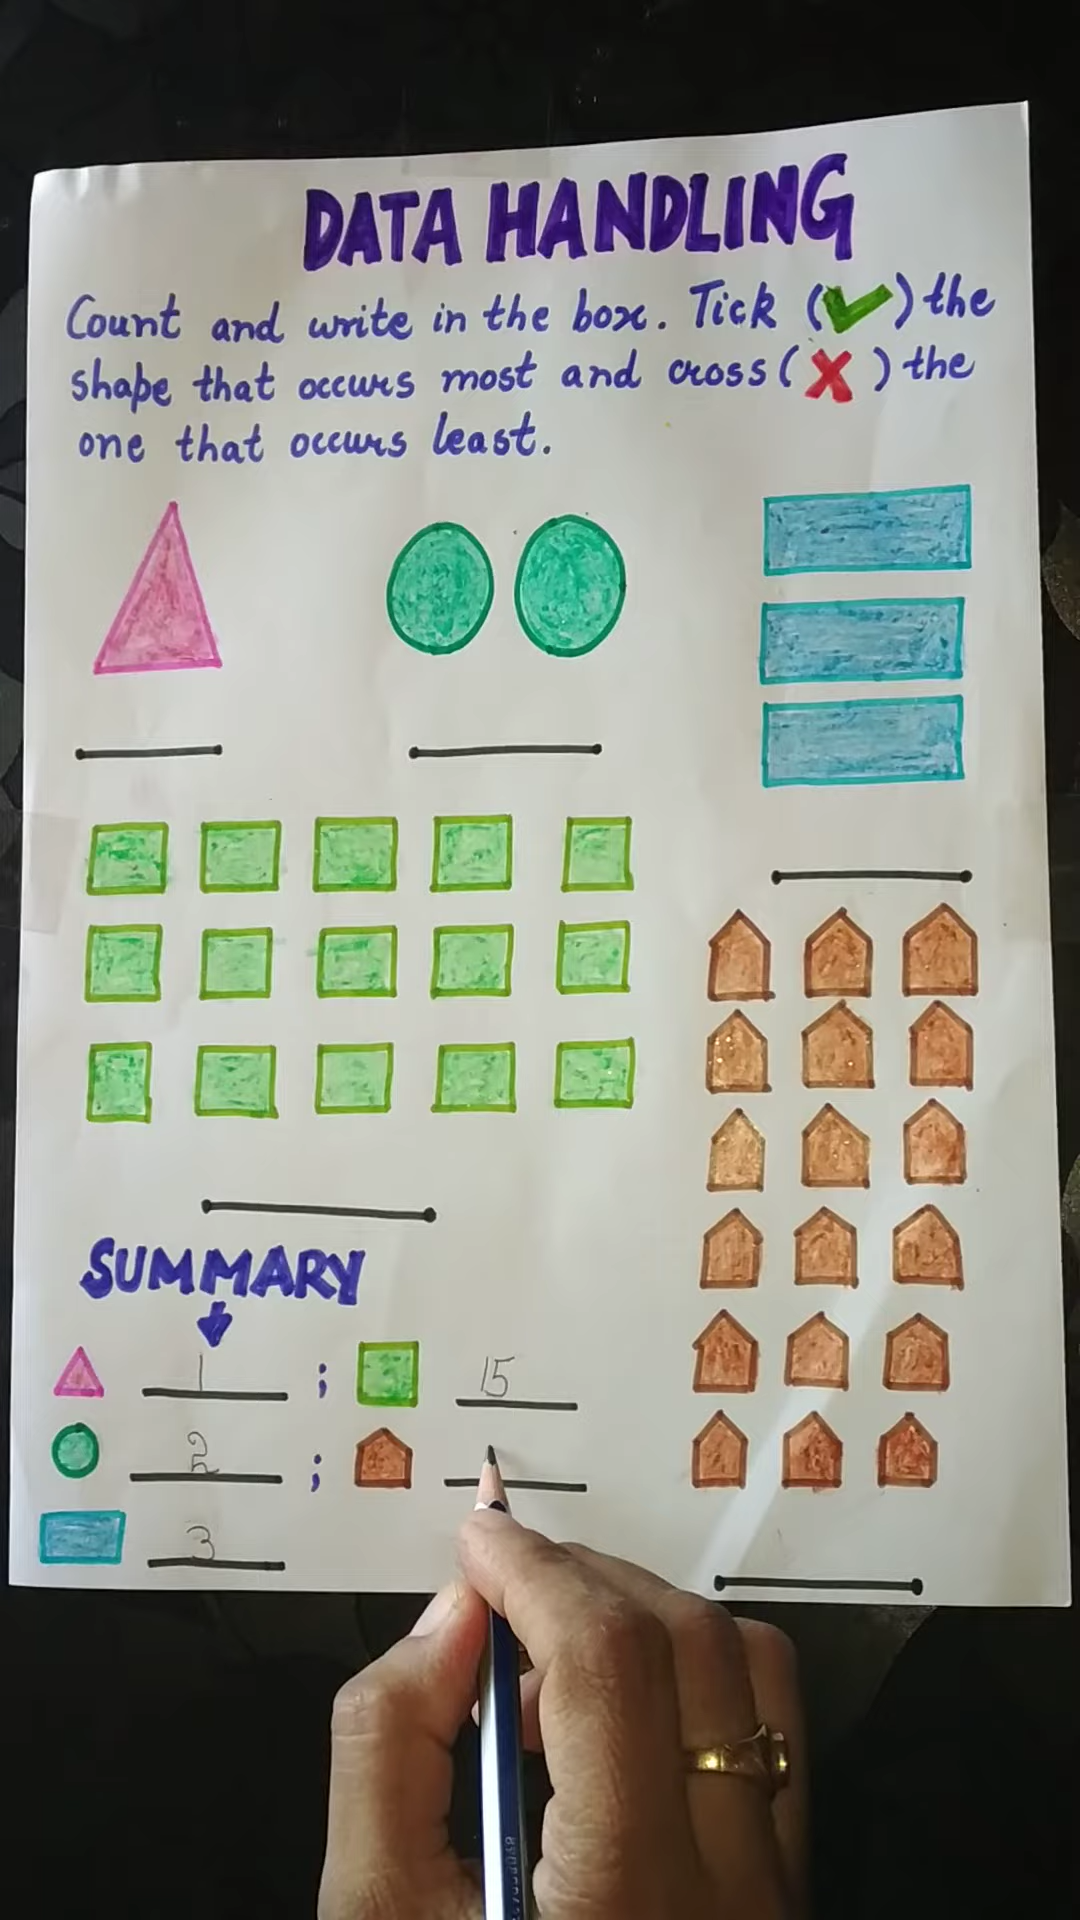 DATA HANDLING
Count and write in the box. Tick (✓) the
shape that occurs most and cross (X) the
one that occurs least.
SUMMARY
1 ; 15
2 ;
3